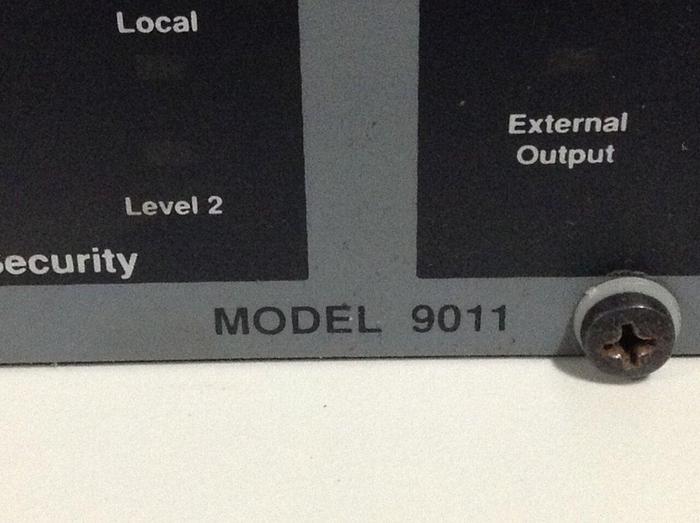 Local
External
Output
Level 2
Security
MODEL 9011